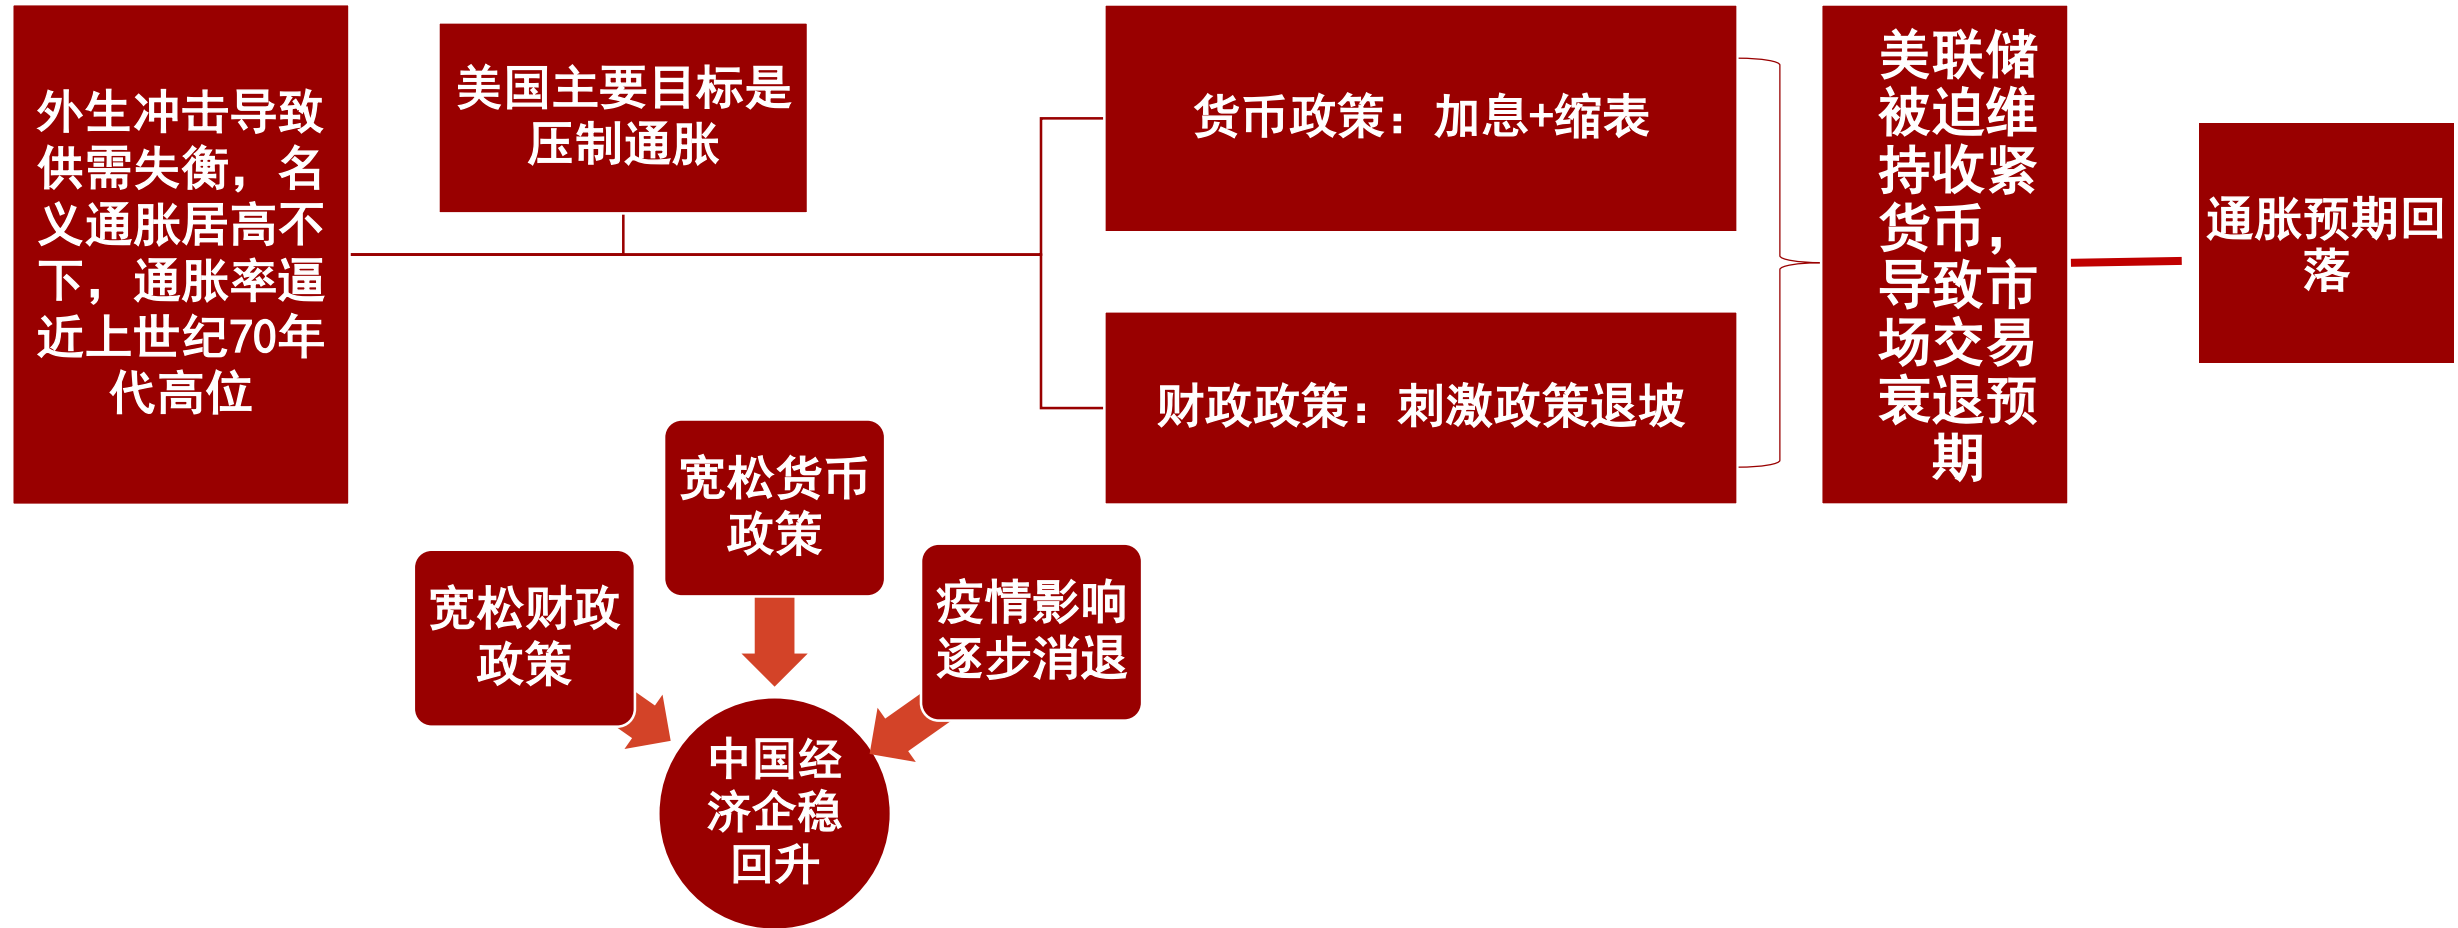 外生冲击导致
供需失衡，名
义通胀居高不
下，通胀率逼
近上世纪70年
代高位
美国主要目标是
压制通胀
货币政策：加息+缩表
财政政策：刺激政策退坡
美联储
被迫维
持收紧
货币，
导致市
场交易
衰退预
期
通胀预期回
落
宽松财政
政策
宽松货币
政策
疫情影响
逐步消退
中国经
济企稳
回升